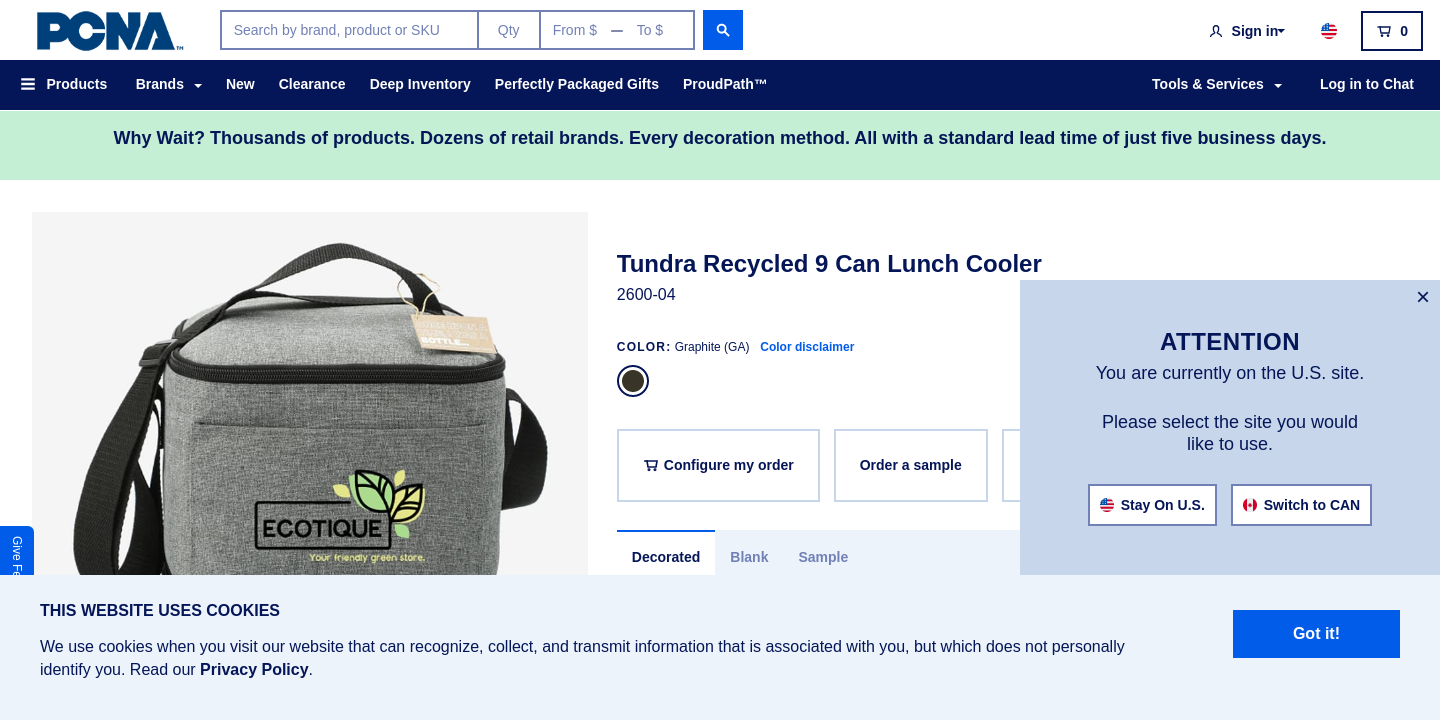 PCNA™
Search by brand, product or SKU
Qty
From $ — To $
Sign in
0
Products
Brands
New
Clearance
Deep Inventory
Perfectly Packaged Gifts
ProudPath™
Tools & Services
Log in to Chat
Why Wait? Thousands of products. Dozens of retail brands. Every decoration method. All with a standard lead time of just five business days.
BOTTLE...
ECOTIQUE
Your friendly green store.
Tundra Recycled 9 Can Lunch Cooler
2600-04
COLOR: Graphite (GA) Color disclaimer
Configure my order
Order a sample
Decorated
Blank
Sample
×
ATTENTION
You are currently on the U.S. site.
Please select the site you would
like to use.
Stay On U.S.
Switch to CAN
Give
THIS WEBSITE USES COOKIES
We use cookies when you visit our website that can recognize, collect, and transmit information that is associated with you, but which does not personally
identify you. Read our Privacy Policy.
Got it!